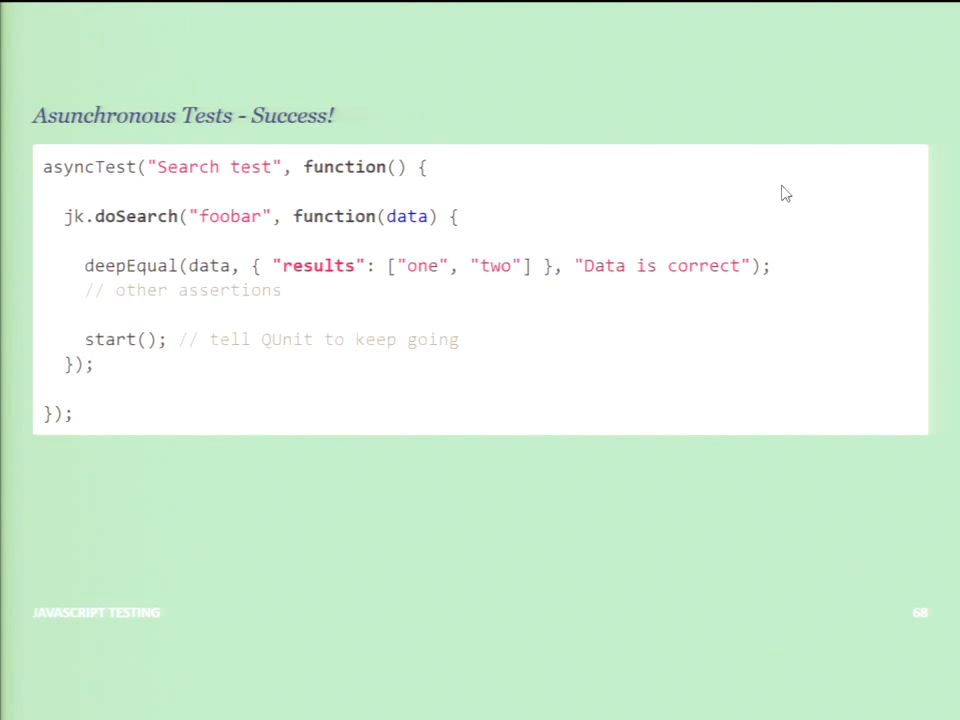 Asunchronous Tests - Success!
asyncTest("Search test", function() {
jk.doSearch("foobar", function(data) {
deepEqual(data, { "results": ["one", "two"] }, "Data is correct");
// other assertions
start(); // tell QUnit to keep going
});
});
JAVASCRIPT TESTING
68